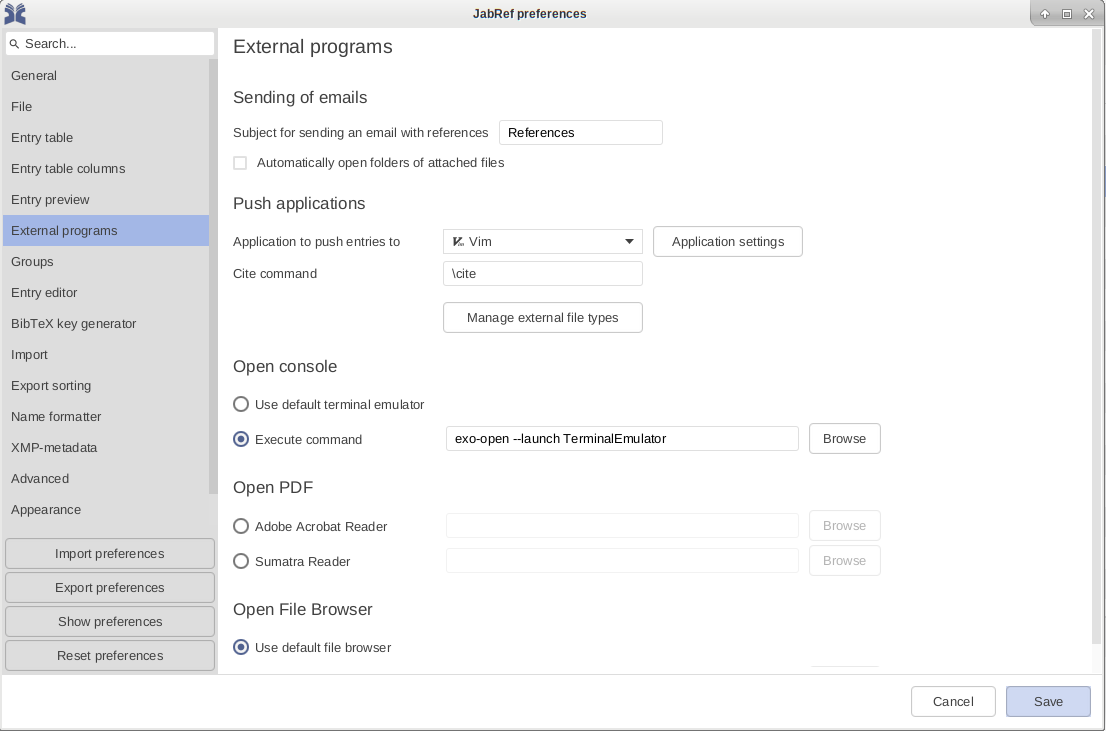 JabRef preferences
Search...
General
File
Entry table
Entry table columns
Entry preview
External programs
Groups
Entry editor
BibTeX key generator
Import
Export sorting
Name formatter
XMP-metadata
Advanced
Appearance
Import preferences
Export preferences
Show preferences
Reset preferences
External programs
Sending of emails
Subject for sending an email with references References
Automatically open folders of attached files
Push applications
Application to push entries to Vim Application settings
Cite command \cite
Manage external file types
Open console
Use default terminal emulator
Execute command exo-open --launch TerminalEmulator Browse
Open PDF
Adobe Acrobat Reader Browse
Sumatra Reader Browse
Open File Browser
Use default file browser
Cancel Save